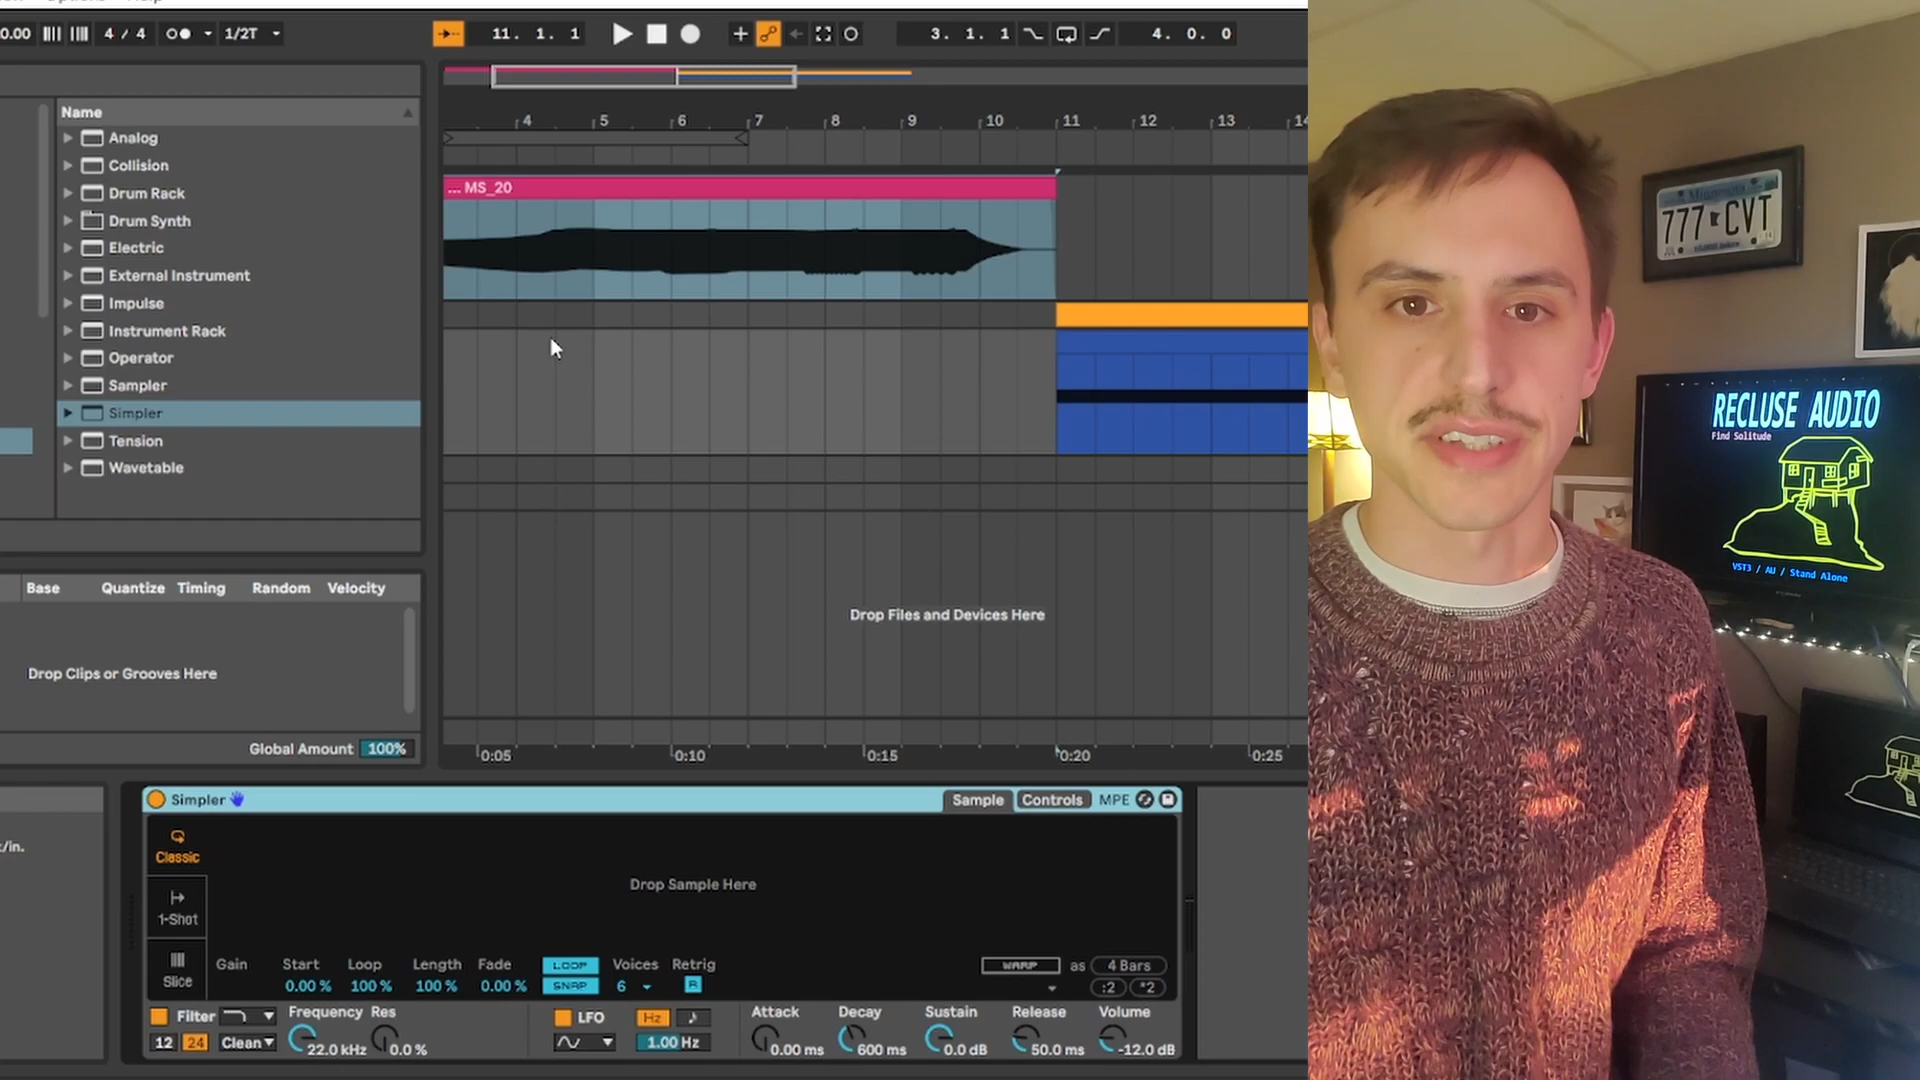 Options Help
0.00 4 / 4 1/2T
11. 1. 1
3. 1. 1
4. 0. 0
Name
Analog
Collision
Drum Rack
Drum Synth
Electric
External Instrument
Impulse
Instrument Rack
Operator
Sampler
Simpler
Tension
Wavetable
4 5 6 7 8 9 10 11 12 13 14
... MS_20
Drop Files and Devices Here
0:05 0:10 0:15 0:20 0:25
Base Quantize Timing Random Velocity
Drop Clips or Grooves Here
Global Amount 100%
t/in.
Simpler
Sample Controls MPE
Classic
1-Shot
Slice
Drop Sample Here
Gain Start Loop Length Fade LOOP Voices Retrig WARP as 4 Bars
0.00 % 100 % 100 % 0.00 % SNAP 6 R :2 *2
Filter Frequency Res LFO Hz Attack Decay Sustain Release Volume
12 24 Clean 22.0 kHz 0.0 % 1.00 Hz 0.00 ms 600 ms 0.0 dB 50.0 ms -12.0 dB
Minnesota
777 CVT
RECLUSE AUDIO
Find Solitude
VST3 / AU / Stand Alone